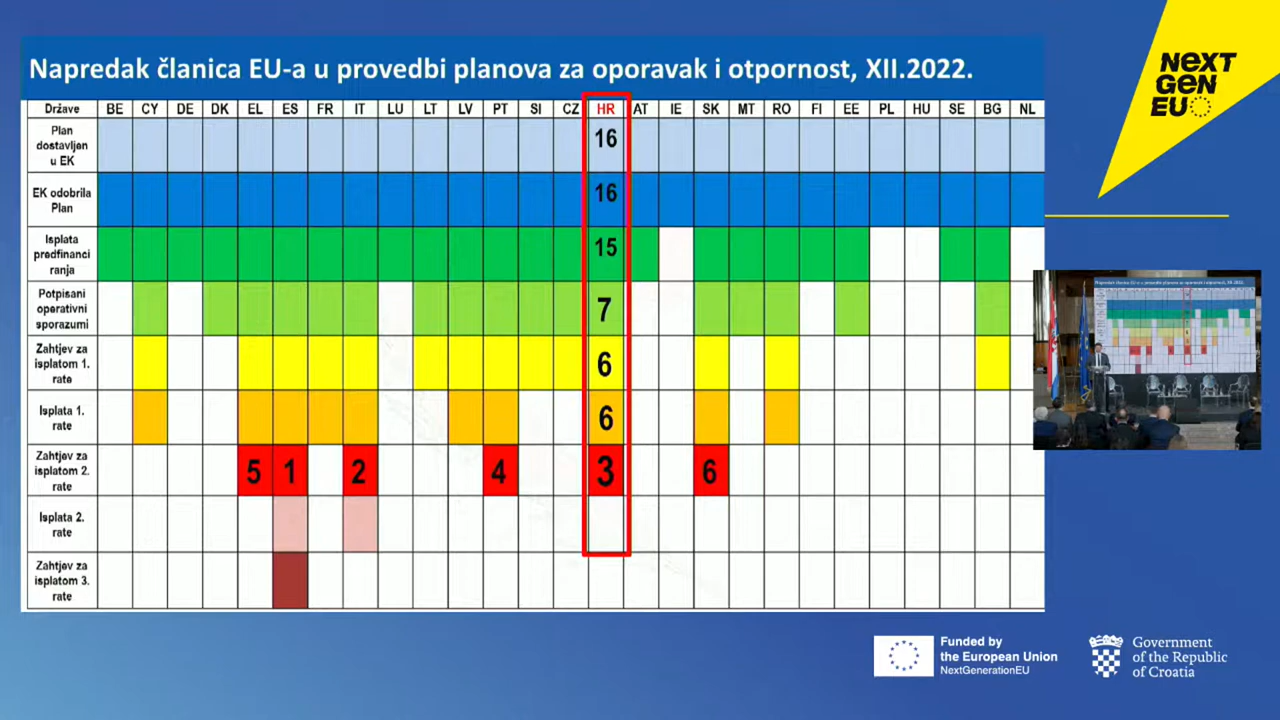 Napredak članica EU-a u provedbi planova za oporavak i otpornost, XII.2022.
NEXT
GEN
EU
Države BE CY DE DK EL ES FR IT LU LT LV PT SI CZ HR AT IE SK MT RO FI EE PL HU SE BG NL
Plan
dostavljen
u EK
16
EK odobrila
Plan
16
Isplata
predfinanci
ranja
15
Potpisani
operativni
sporazumi
7
Zahtjev za
isplatom 1.
rate
6
Isplata 1.
rate
6
Zahtjev za
isplatom 2.
rate
5 1 2 4 3 6
Isplata 2.
rate
Zahtjev za
isplatom 3.
rate
Funded by
the European Union
NextGenerationEU
Government
of the Republic
of Croatia